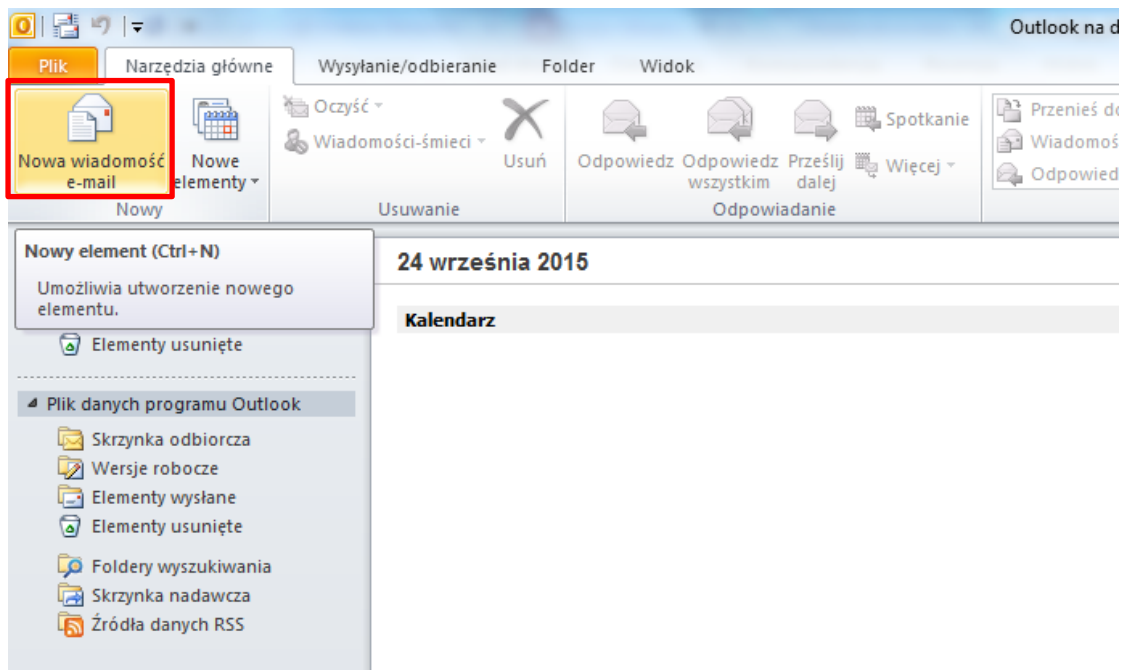 Outlook na d
Plik Narzędzia główne Wysyłanie/odbieranie Folder Widok
Nowa wiadomość
e-mail
Nowe
elementy
Nowy
Oczyść
Wiadomości-śmieci
Usuń
Usuwanie
Odpowiedz
Odpowiedz
wszystkim
Prześlij
dalej
Spotkanie
Więcej
Odpowiadanie
Przenieś do
Wiadomoś
Odpowied
Nowy element (Ctrl+N)
Umożliwia utworzenie nowego
elementu.
Elementy usunięte
Plik danych programu Outlook
Skrzynka odbiorcza
Wersje robocze
Elementy wysłane
Elementy usunięte
Foldery wyszukiwania
Skrzynka nadawcza
Źródła danych RSS
24 września 2015
Kalendarz